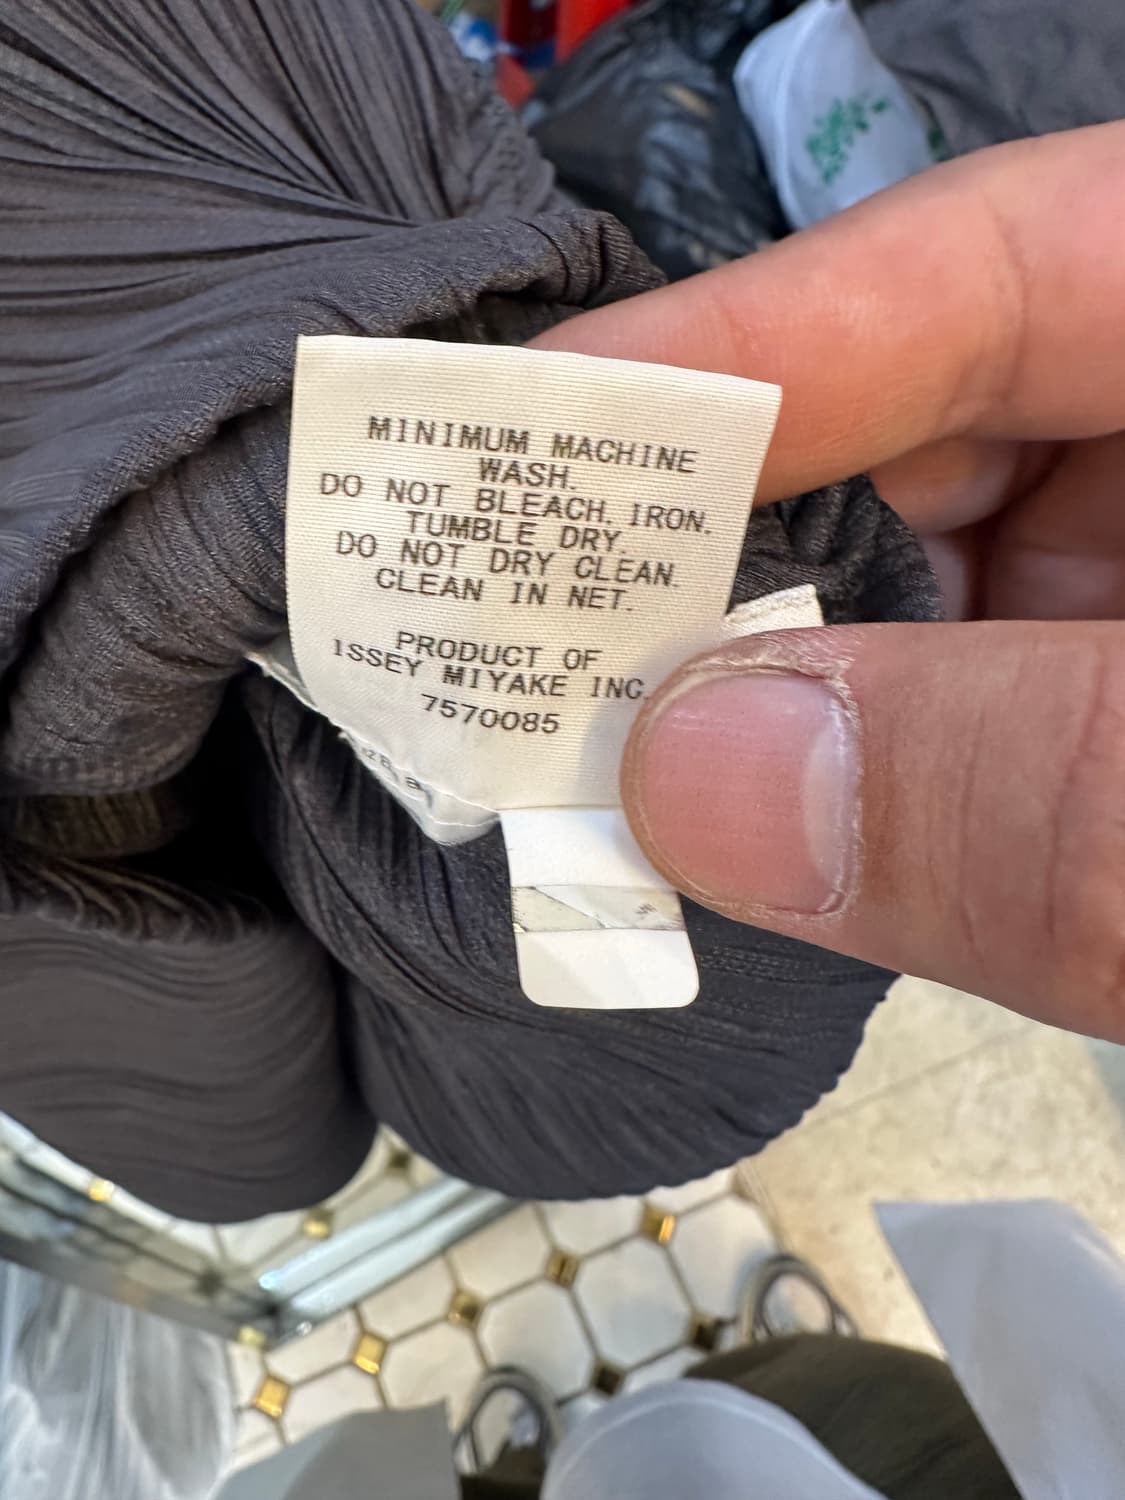 MINIMUM MACHINE
WASH.
DO NOT BLEACH. IRON.
TUMBLE DRY.
DO NOT DRY CLEAN.
CLEAN IN NET.
PRODUCT OF
ISSEY MIYAKE INC.
7570085